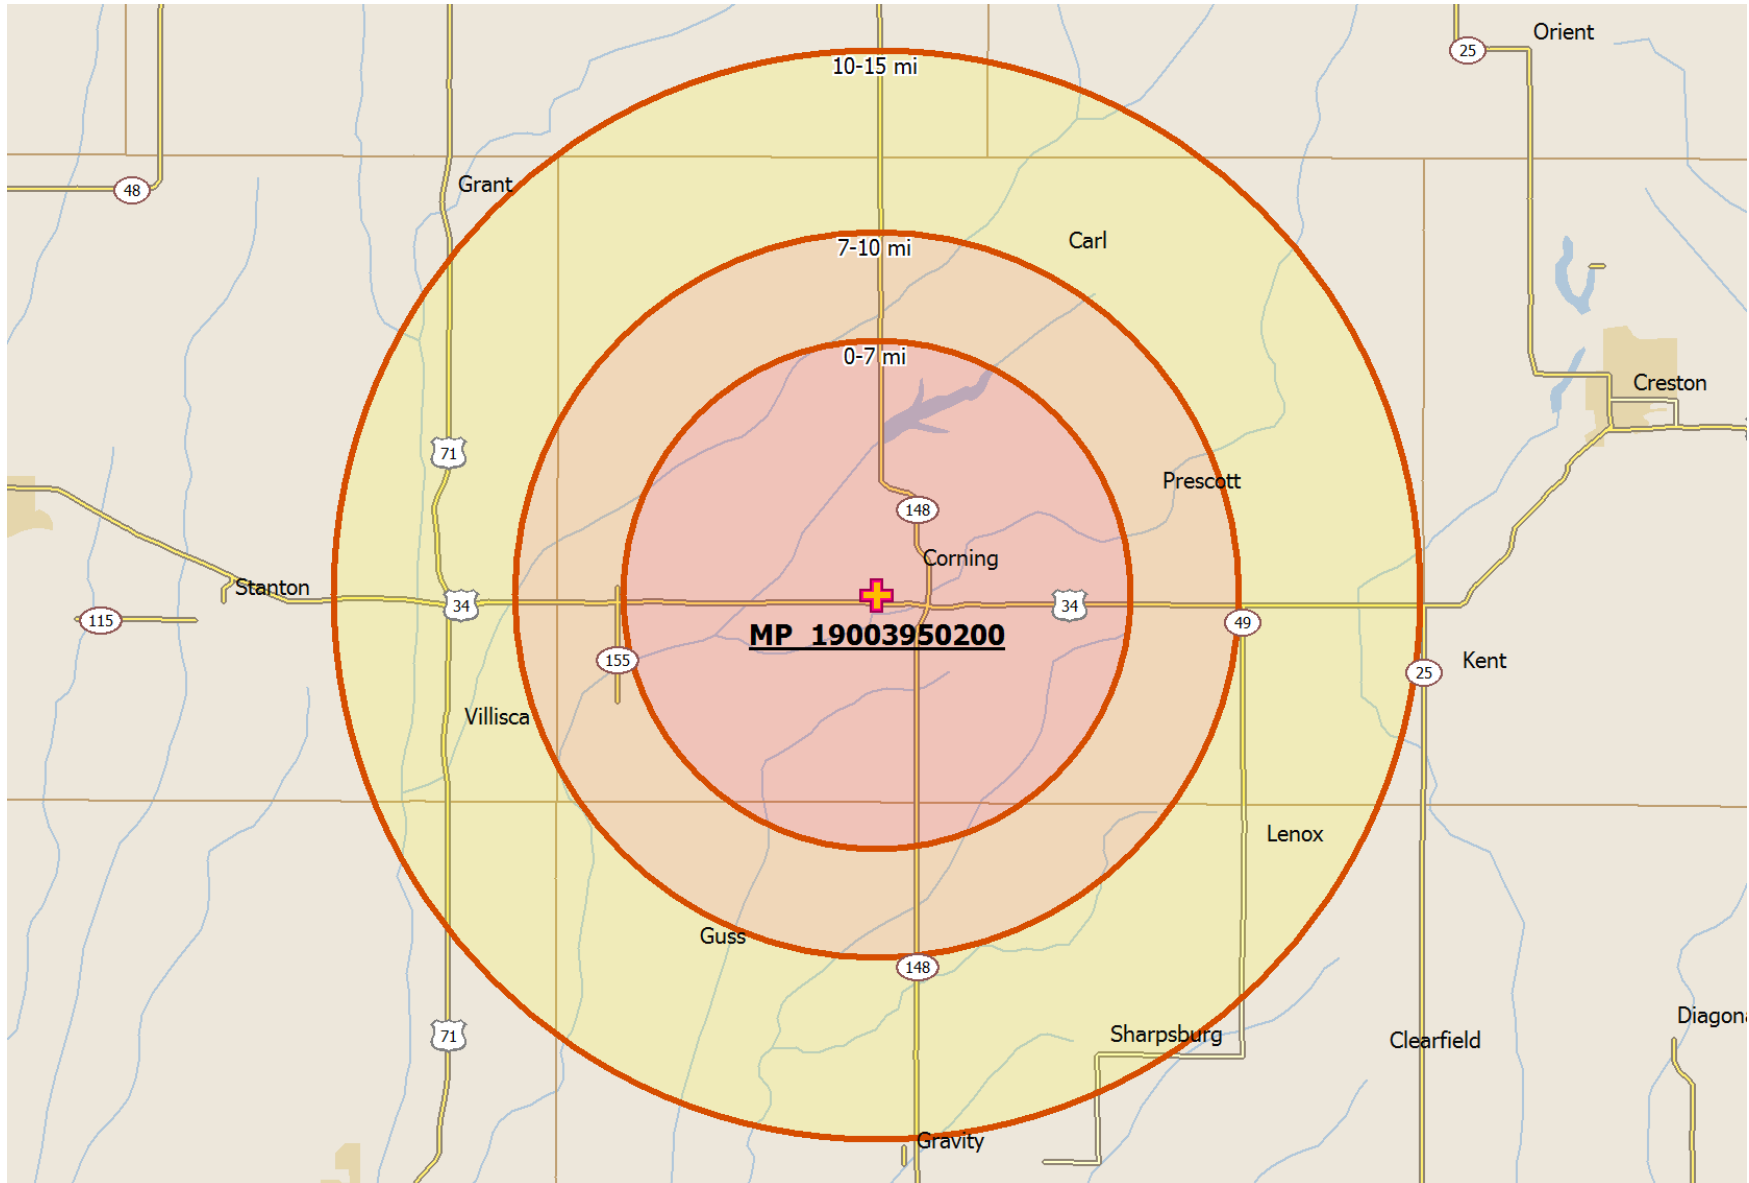 Orient
25
10-15 mi
Grant
48
Carl
7-10 mi
0-7 mi
Creston
71
Prescott
148
Corning
Stanton
34
34
115
MP 19003950200
49
155
Kent
25
Villisca
Lenox
Guss
148
Diagona
Sharpsburg
71
Clearfield
Gravity